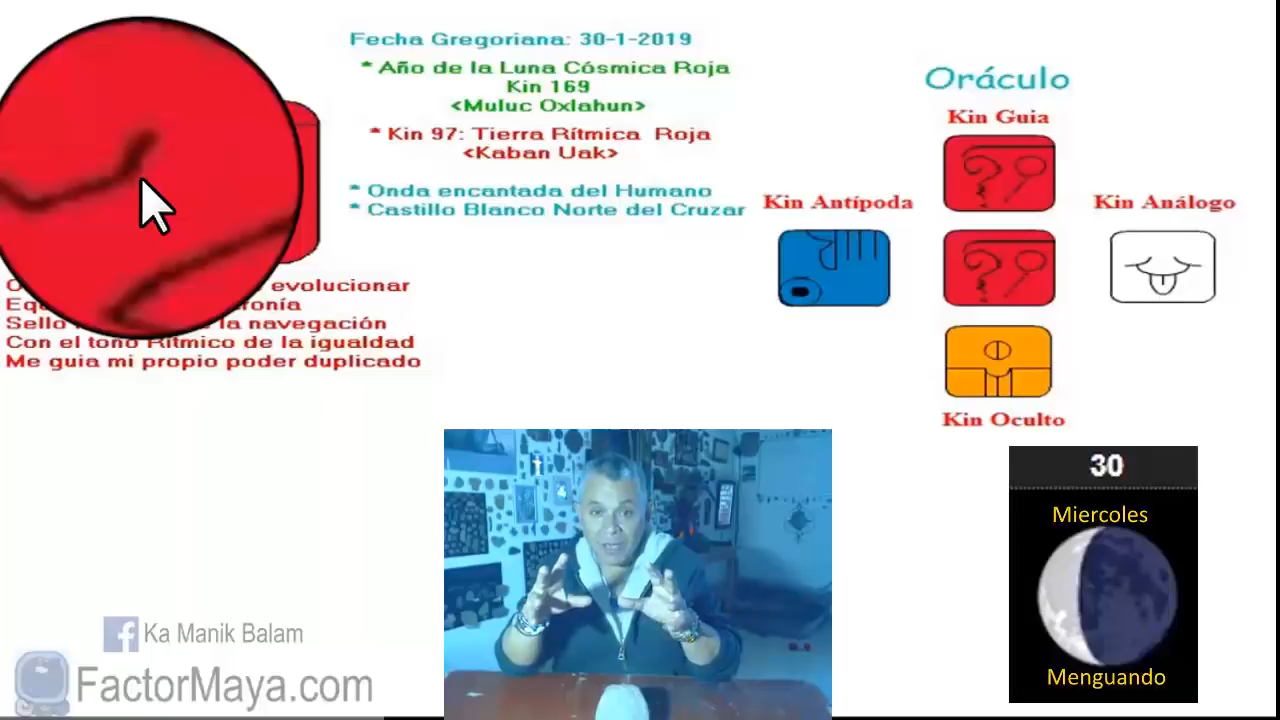 Fecha Gregoriana: 30-1-2019
* Año de la Luna Cósmica Roja
Kin 169
<Muluc Oxlahun>
* Kin 97: Tierra Rítmica Roja
<Kaban Uak>
* Onda encantada del Humano
* Castillo Blanco Norte del Cruzar
evolucionar
Sello la navegación
Con el tono Rítmico de la igualdad
Me guia mi propio poder duplicado
Oráculo
Kin Guia
Kin Antípoda
Kin Análogo
Kin Oculto
30
Miercoles
Menguando
Ka Manik Balam
FactorMaya.com